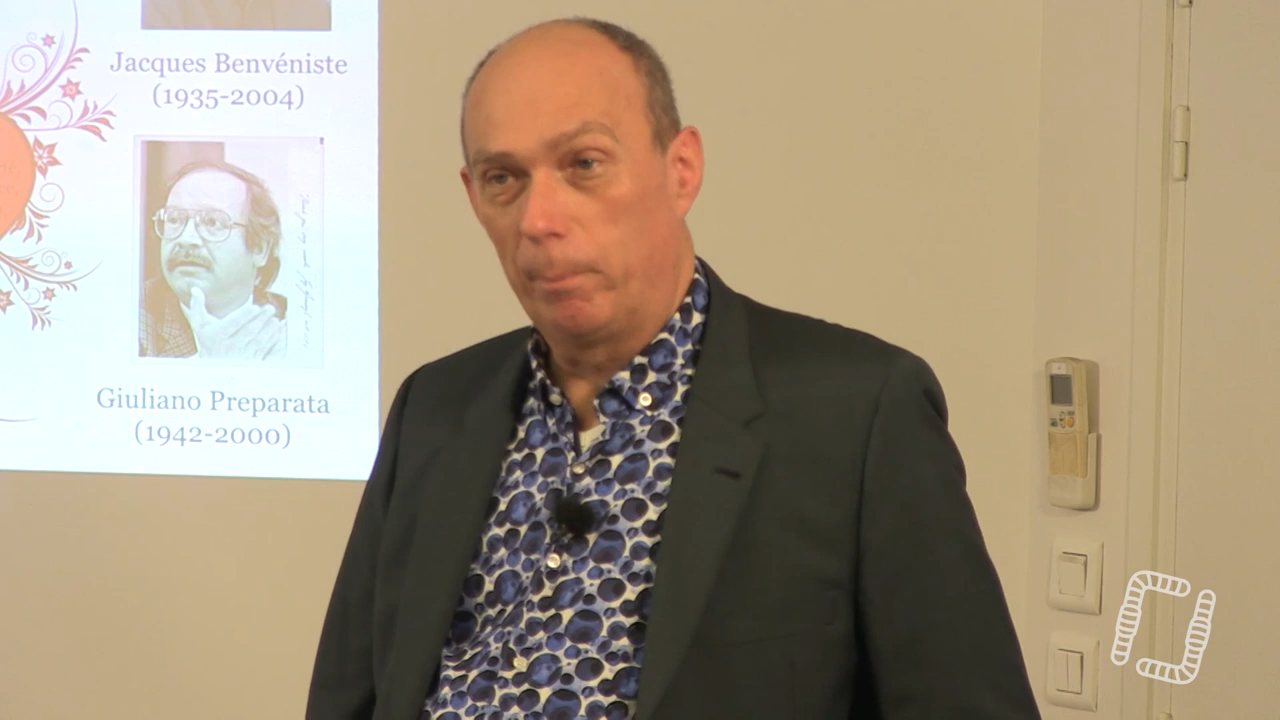 Jacques Benvéniste
(1935-2004)
Giuliano Preparata
(1942-2000)